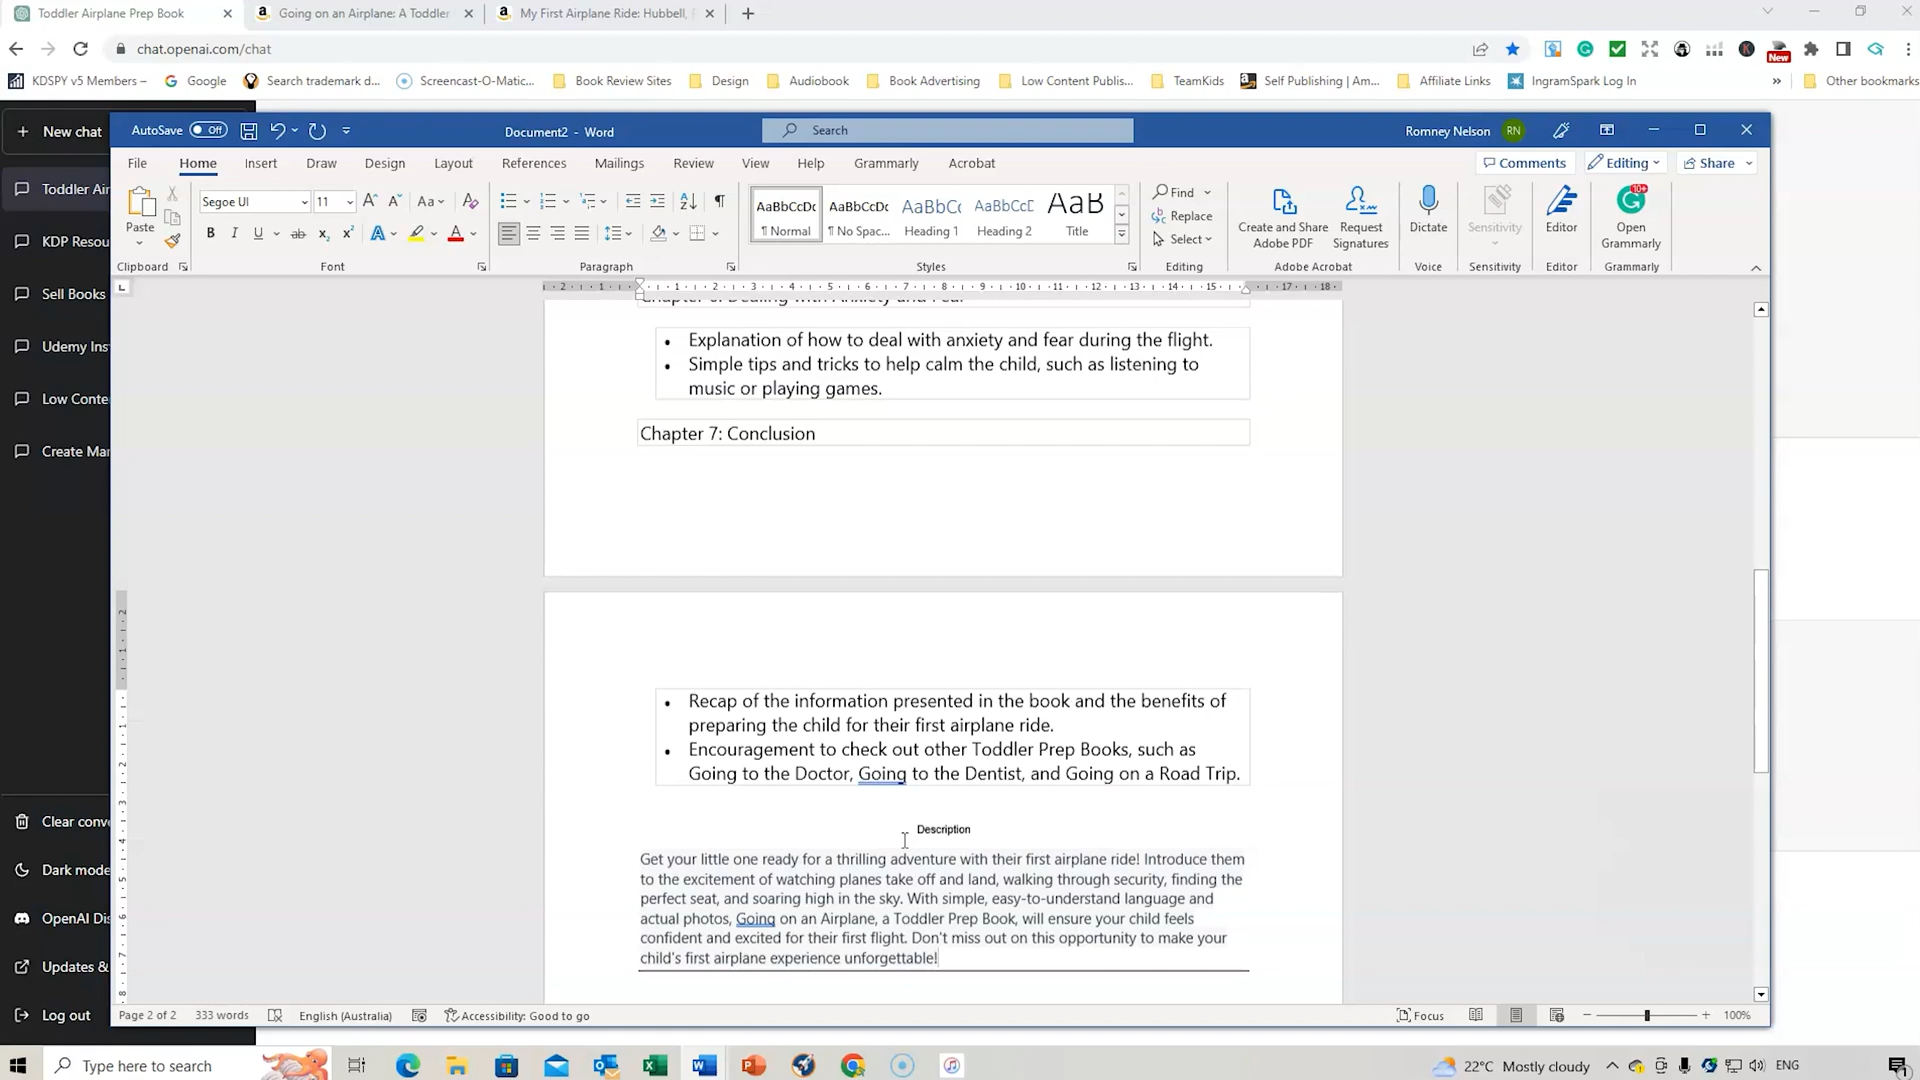 Toddler Airplane Prep Book
Going on an Airplane: A Toddler
My First Airplane Ride: Hubbell,
chat.openai.com/chat
New
KDSPY v5 Members –
Google
Search trademark d...
Screencast-O-Matic...
Book Review Sites
Design
Audiobook
Book Advertising
Low Content Publis...
TeamKids
Self Publishing | Am...
Affiliate Links
IngramSpark Log In
»
Other bookmarks
+ New chat
Toddler Air
KDP Resou
Sell Books
Udemy Ins
Low Conte
Create Mar
Clear conv
Dark mode
OpenAI Dis
Updates &
Log out
AutoSave Off
Document2 - Word
Search
Romney Nelson RN
File Home Insert Draw Design Layout References Mailings Review View Help Grammarly Acrobat
Comments Editing Share
Paste
Clipboard
Segoe UI 11
Font
Paragraph
AaBbCcDc AaBbCcDc AaBbCc AaBbCcD AaB
¶ Normal ¶ No Spac... Heading 1 Heading 2 Title
Styles
Find
Replace
Select
Editing
Create and Share Adobe PDF
Request Signatures
Adobe Acrobat
Dictate
Voice
Sensitivity
Sensitivity
Editor
Editor
10+
Open Grammarly
Grammarly
Chapter 6: Dealing with Anxiety and Fear
• Explanation of how to deal with anxiety and fear during the flight.
• Simple tips and tricks to help calm the child, such as listening to
music or playing games.
Chapter 7: Conclusion
• Recap of the information presented in the book and the benefits of
preparing the child for their first airplane ride.
• Encouragement to check out other Toddler Prep Books, such as
Going to the Doctor, Going to the Dentist, and Going on a Road Trip.
Description
Get your little one ready for a thrilling adventure with their first airplane ride! Introduce them
to the excitement of watching planes take off and land, walking through security, finding the
perfect seat, and soaring high in the sky. With simple, easy-to-understand language and
actual photos, Going on an Airplane, a Toddler Prep Book, will ensure your child feels
confident and excited for their first flight. Don't miss out on this opportunity to make your
child's first airplane experience unforgettable!
Page 2 of 2 333 words English (Australia) Accessibility: Good to go
Focus
100%
Type here to search
22°C Mostly cloudy
ENG